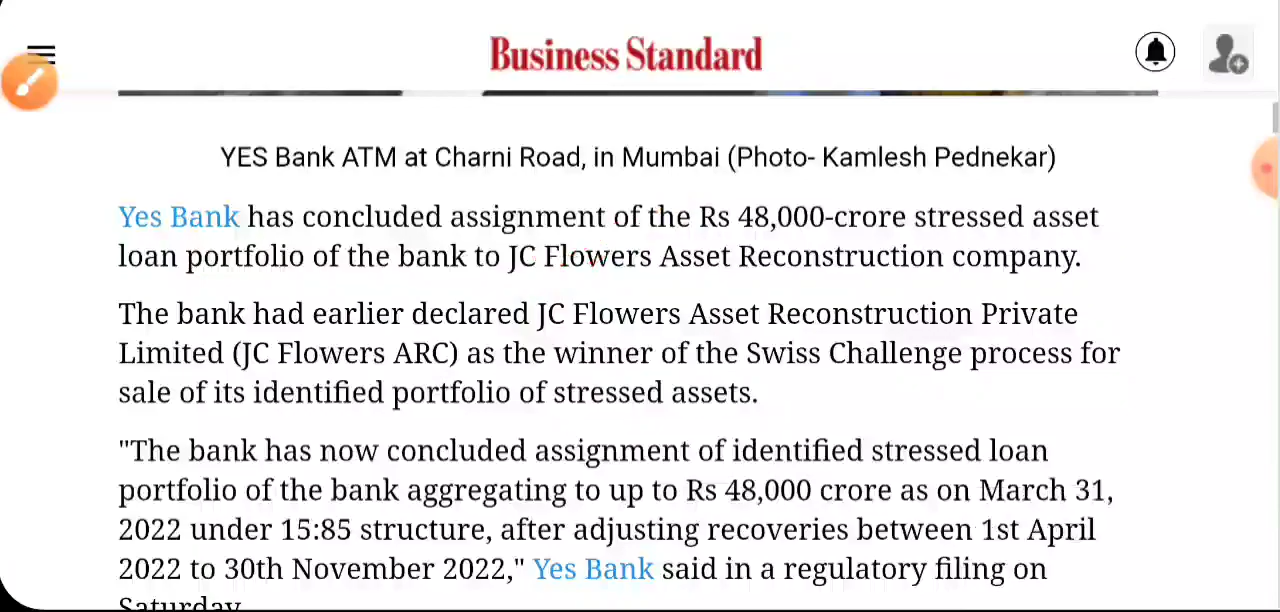 Business Standard
YES Bank ATM at Charni Road, in Mumbai (Photo- Kamlesh Pednekar)
Yes Bank has concluded assignment of the Rs 48,000-crore stressed asset
loan portfolio of the bank to JC Flowers Asset Reconstruction company.
The bank had earlier declared JC Flowers Asset Reconstruction Private
Limited (JC Flowers ARC) as the winner of the Swiss Challenge process for
sale of its identified portfolio of stressed assets.
"The bank has now concluded assignment of identified stressed loan
portfolio of the bank aggregating to up to Rs 48,000 crore as on March 31,
2022 under 15:85 structure, after adjusting recoveries between 1st April
2022 to 30th November 2022," Yes Bank said in a regulatory filing on
Saturday